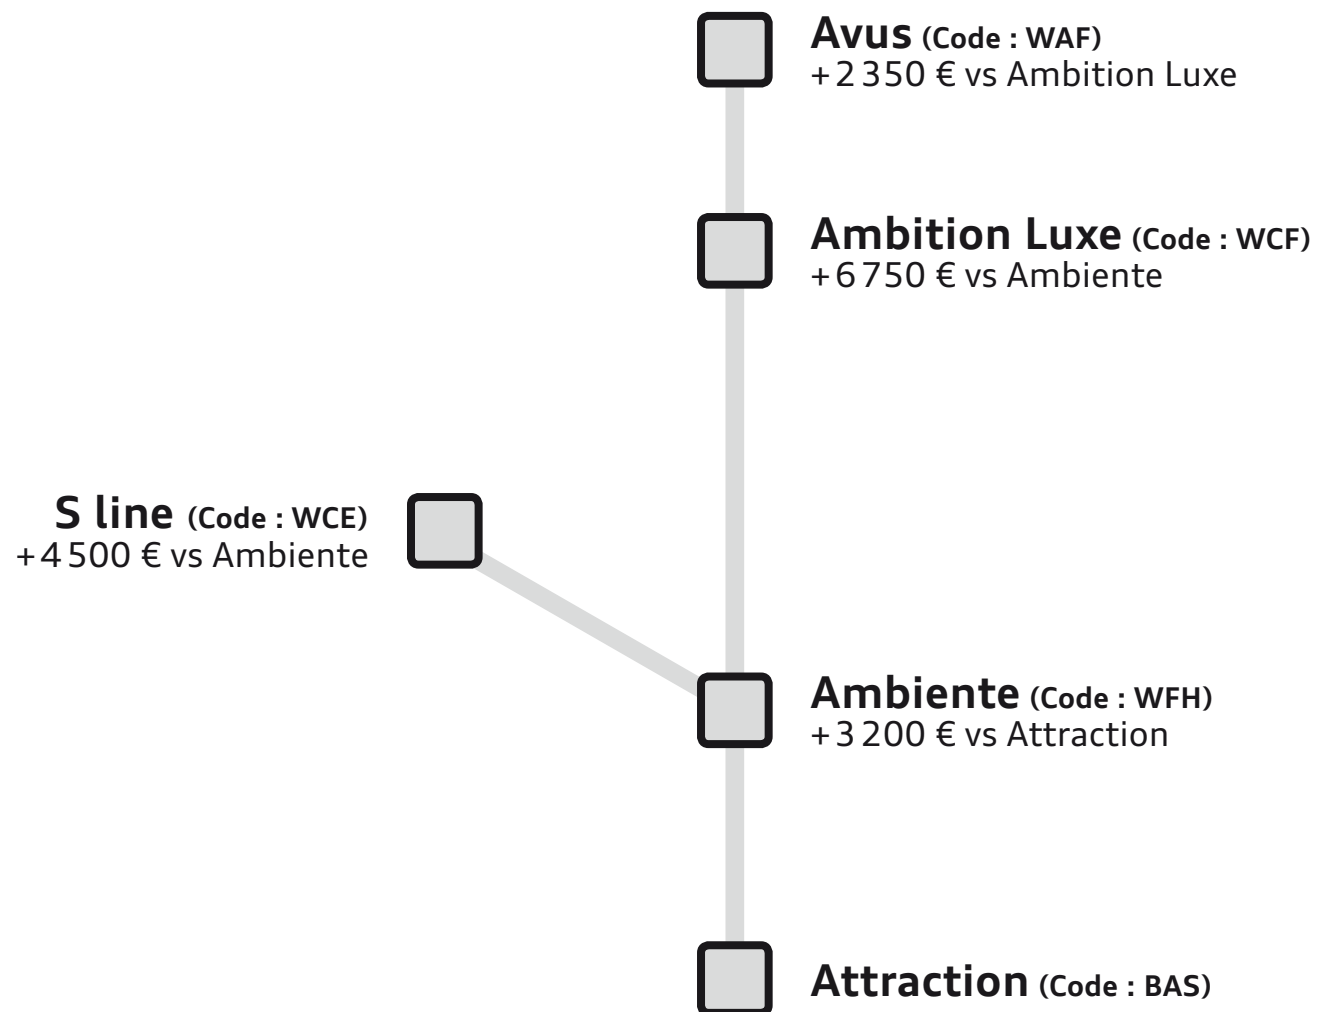 Avus (Code : WAF)
+2 350 € vs Ambition Luxe
Ambition Luxe (Code : WCF)
+6 750 € vs Ambiente
S line (Code : WCE)
+4 500 € vs Ambiente
Ambiente (Code : WFH)
+3 200 € vs Attraction
Attraction (Code : BAS)